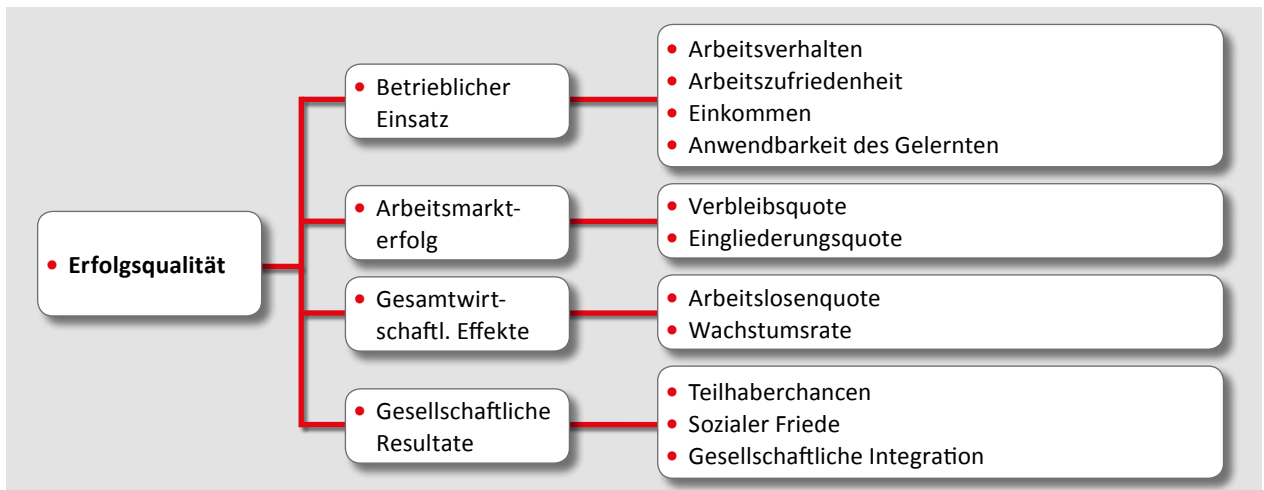 Erfolgsqualität
Betrieblicher
Einsatz
Arbeitsverhalten
Arbeitszufriedenheit
Einkommen
Anwendbarkeit des Gelernten
Arbeitsmarkt-
erfolg
Verbleibsquote
Eingliederungsquote
Gesamtwirt-
schaftl. Effekte
Arbeitslosenquote
Wachstumsrate
Gesellschaftliche
Resultate
Teilhaberchancen
Sozialer Friede
Gesellschaftliche Integration